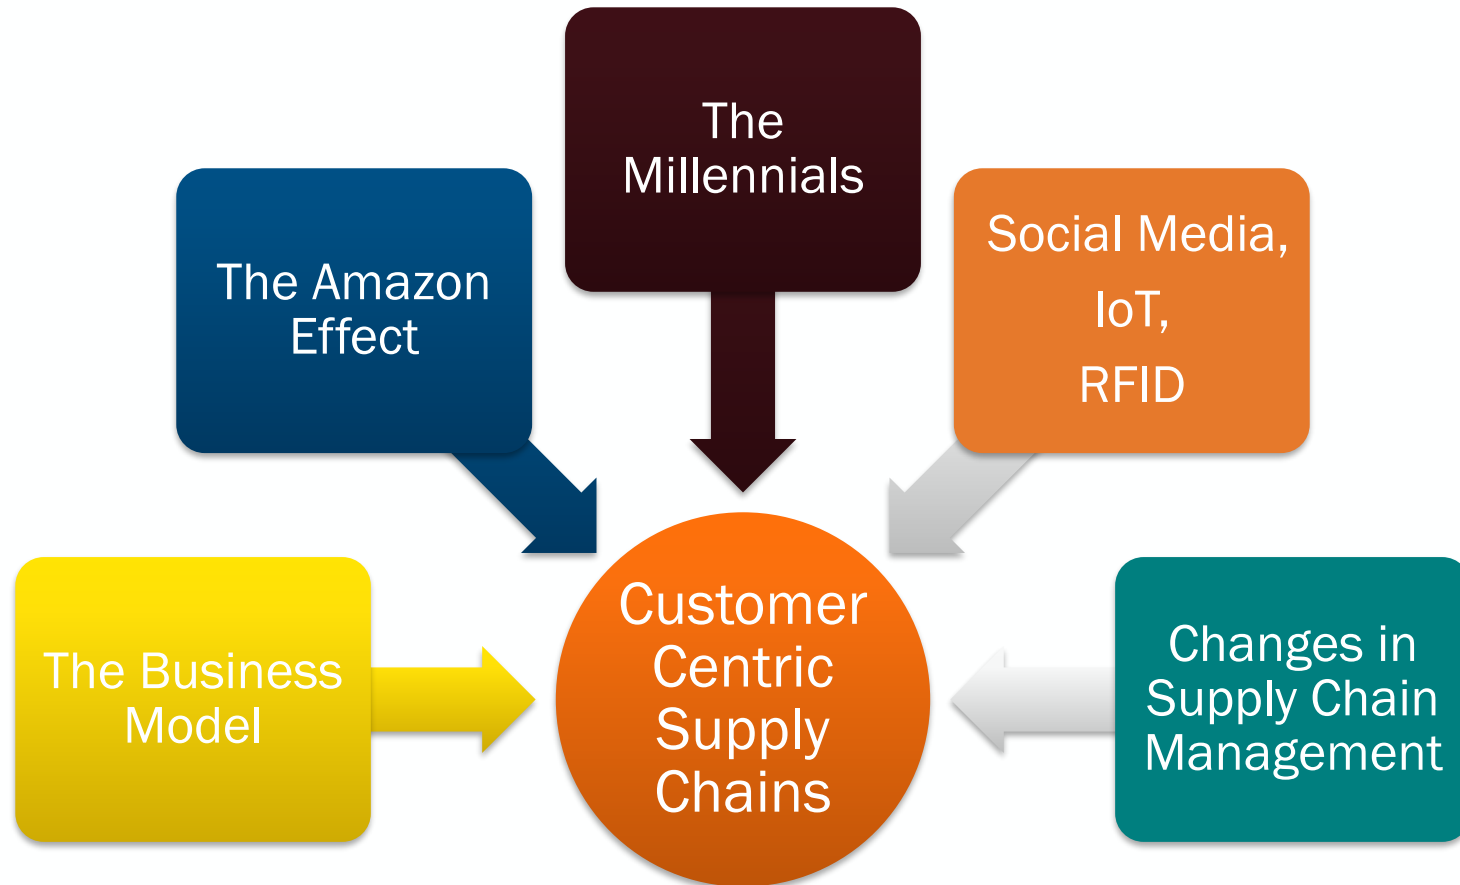 The
Millennials
The Amazon
Effect
Social Media,
IoT,
RFID
The Business
Model
Customer
Centric
Supply
Chains
Changes in
Supply Chain
Management